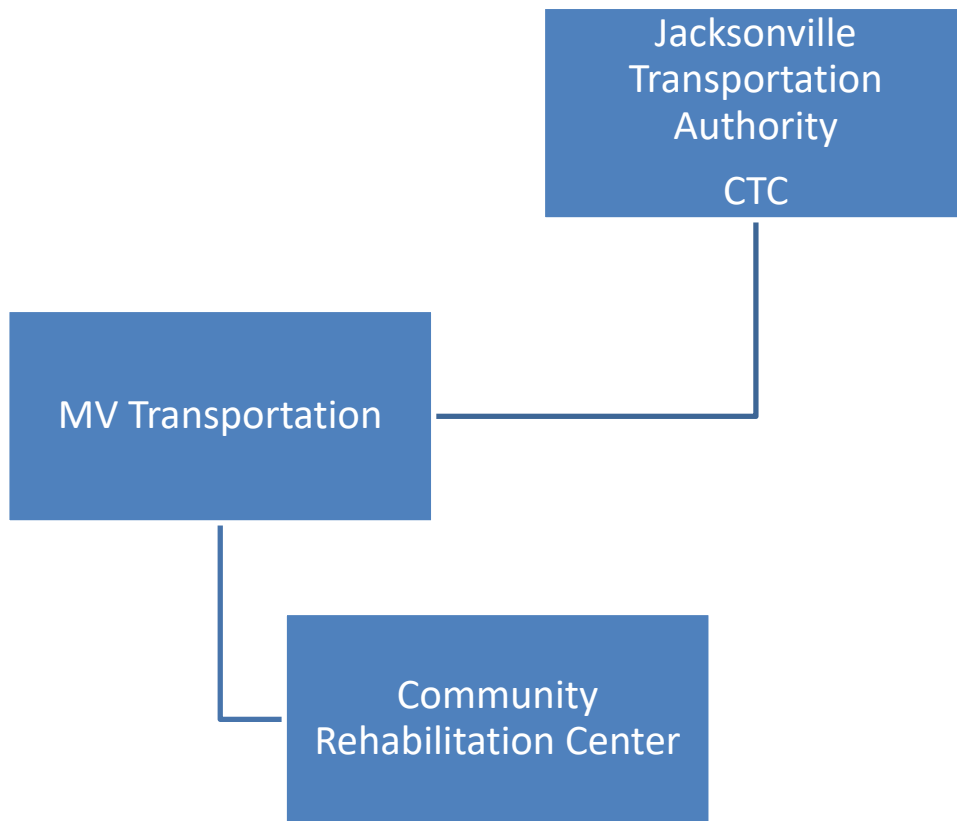 Jacksonville
Transportation
Authority
CTC
MV Transportation
Community
Rehabilitation Center